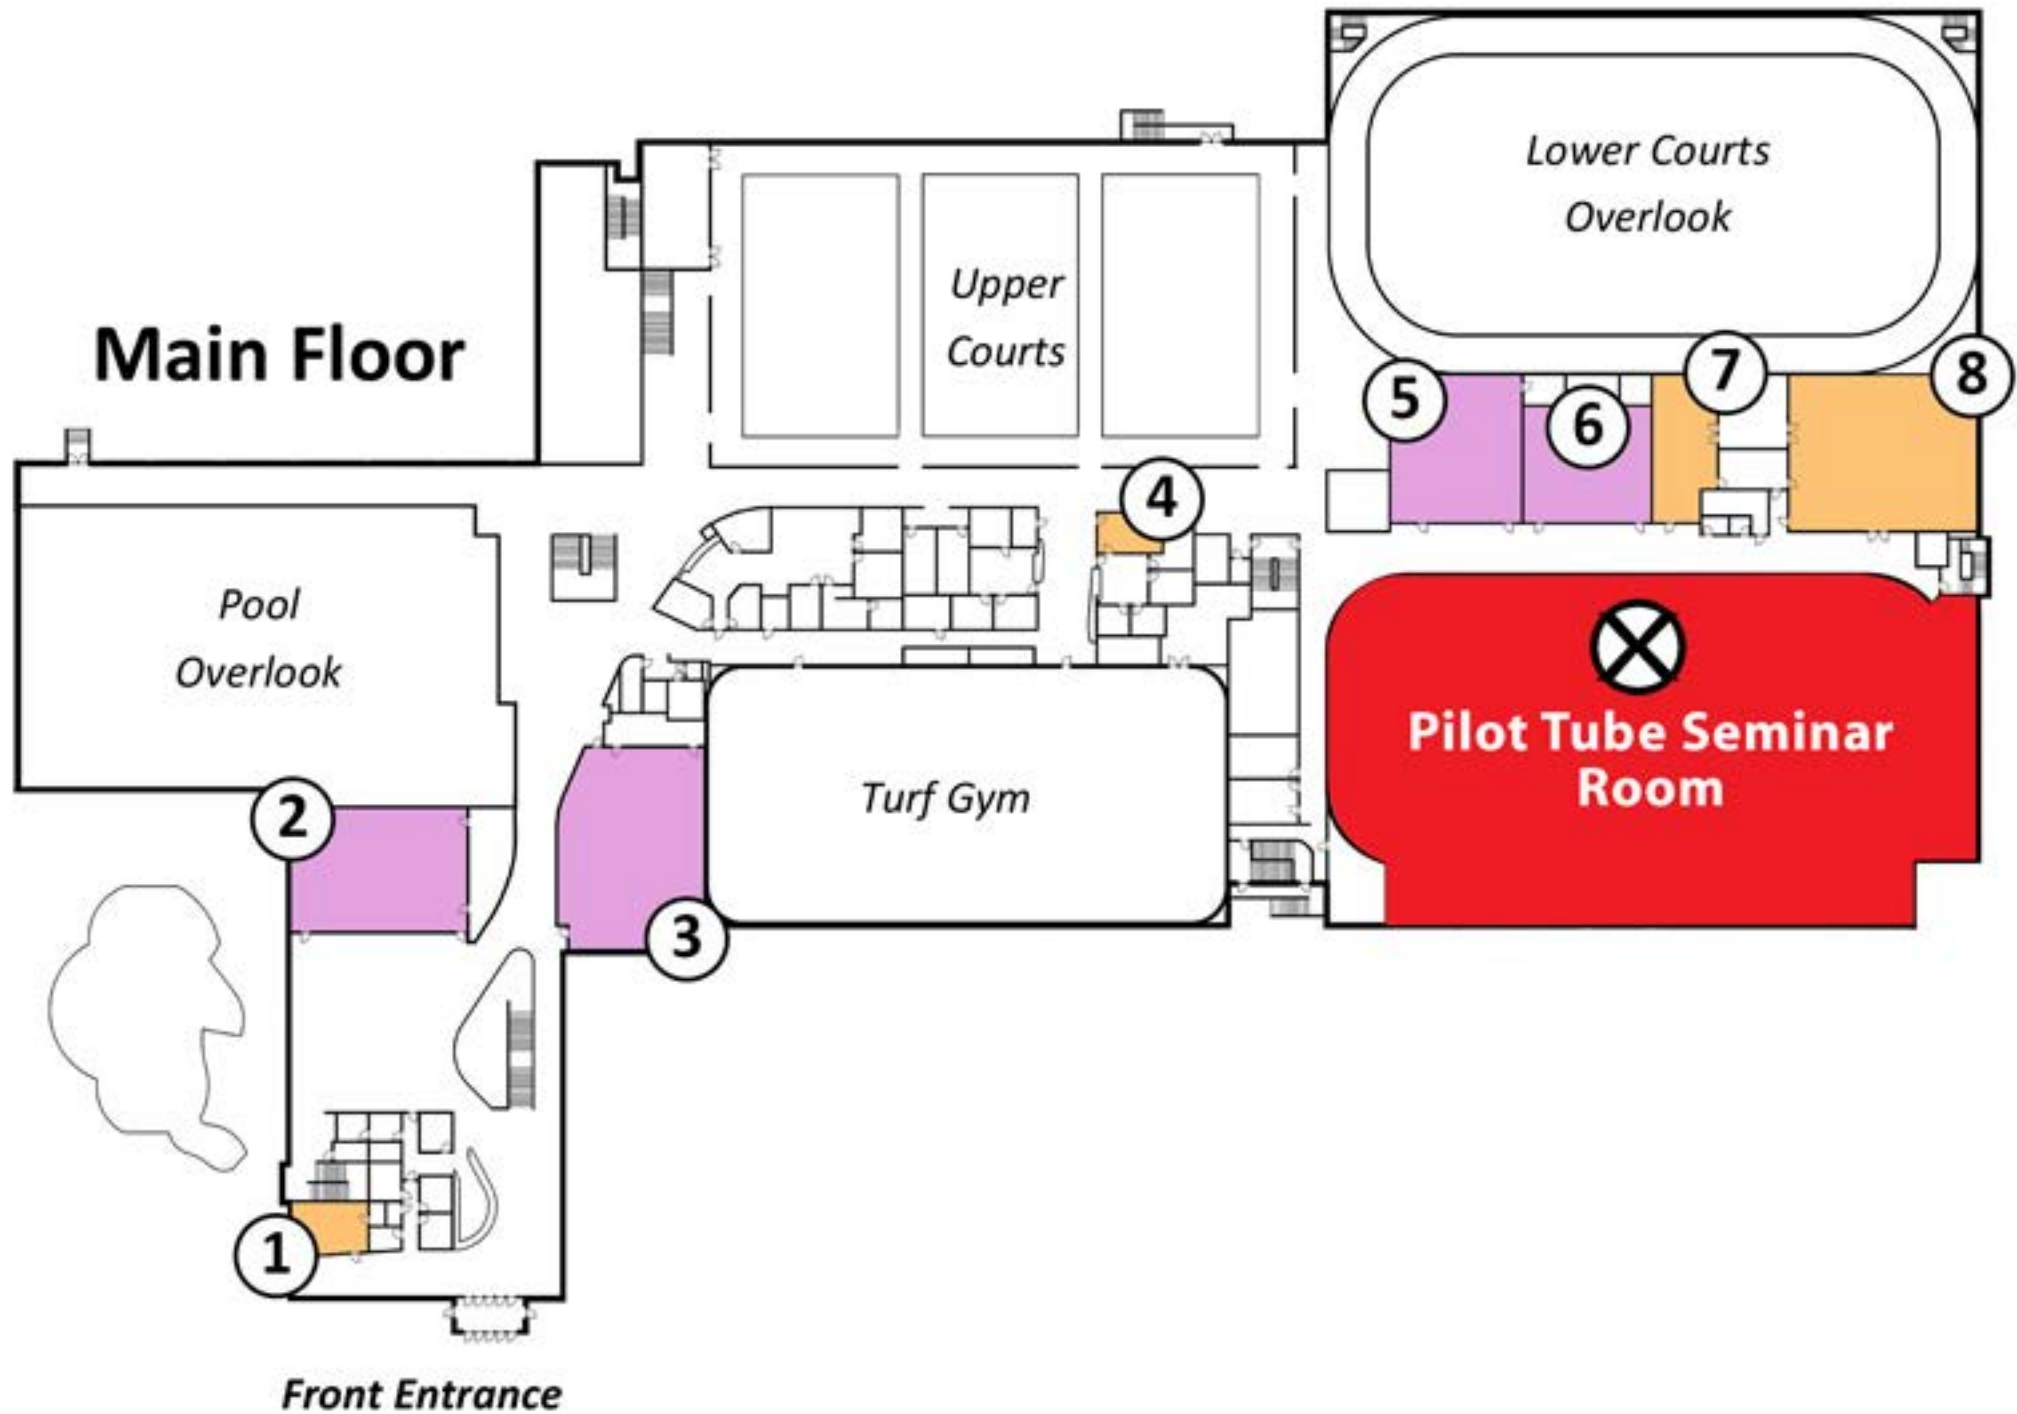 Lower Courts
Overlook
Upper
Courts
Main Floor
7
8
5
6
4
Pool
Overlook
Pilot Tube Seminar
Room
Turf Gym
2
3
1
Front Entrance